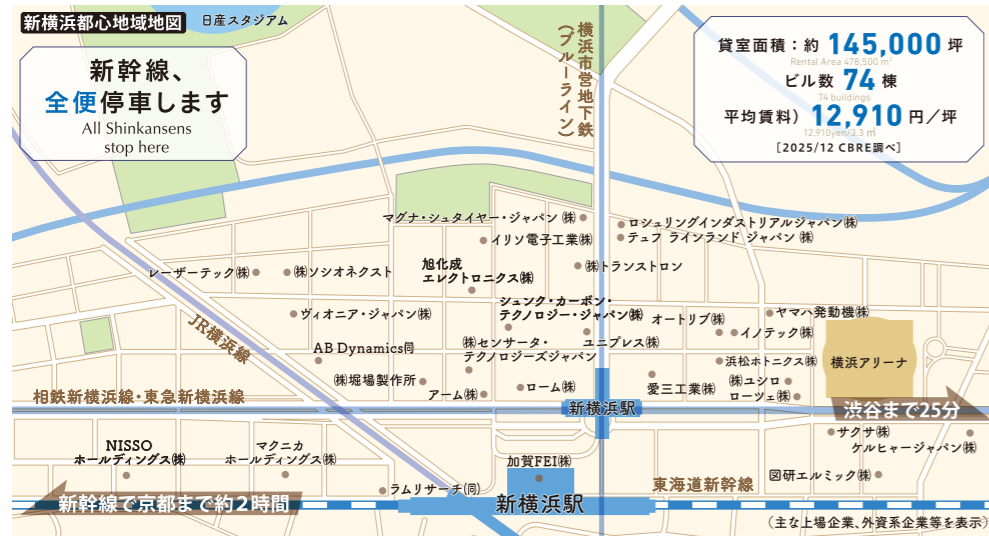 新横浜都心地域地図
日産スタジアム
新幹線、
全便停車します
All Shinkansens
stop here
横浜市営地下鉄
(ブルーライン)
貸室面積：約 145,000 坪
Rental Area 478,500 m²
ビル数 74 棟
74 buildings
平均賃料） 12,910 円／坪
12,910yen/3.3 ㎡
［2025/12 CBRE調べ］
マグナ・シュタイヤー・ジャパン ㈱
ロシュリングインダストリアルジャパン㈱
イリソ電子工業㈱
テュフ ラインランド ジャパン ㈱
レーザーテック㈱
㈱ソシオネクスト
旭化成
エレクトロニクス㈱
㈱トランストロン
ヴィオニア・ジャパン㈱
シュンク・カーボン・
テクノロジー・ジャパン㈱
オートリブ㈱
ヤマハ発動機㈱
イノテック㈱
JR横浜線
AB Dynamics同
㈱センサータ・
テクノロジーズジャパン
ユニプレス㈱
浜松ホトニクス㈱
横浜アリーナ
㈱堀場製作所
アーム㈱
ローム㈱
愛三工業㈱
㈱ユシロ
ローツェ㈱
相鉄新横浜線・東急新横浜線
新横浜駅
渋谷まで25分
NISSO
ホールディングス㈱
マクニカ
ホールディングス㈱
サクサ㈱
ケルヒャージャパン㈱
加賀FEI㈱
図研エルミック㈱
ラムリサーチ(同)
東海道新幹線
新幹線で京都まで約２時間
新横浜駅
（主な上場企業、外資系企業等を表示）